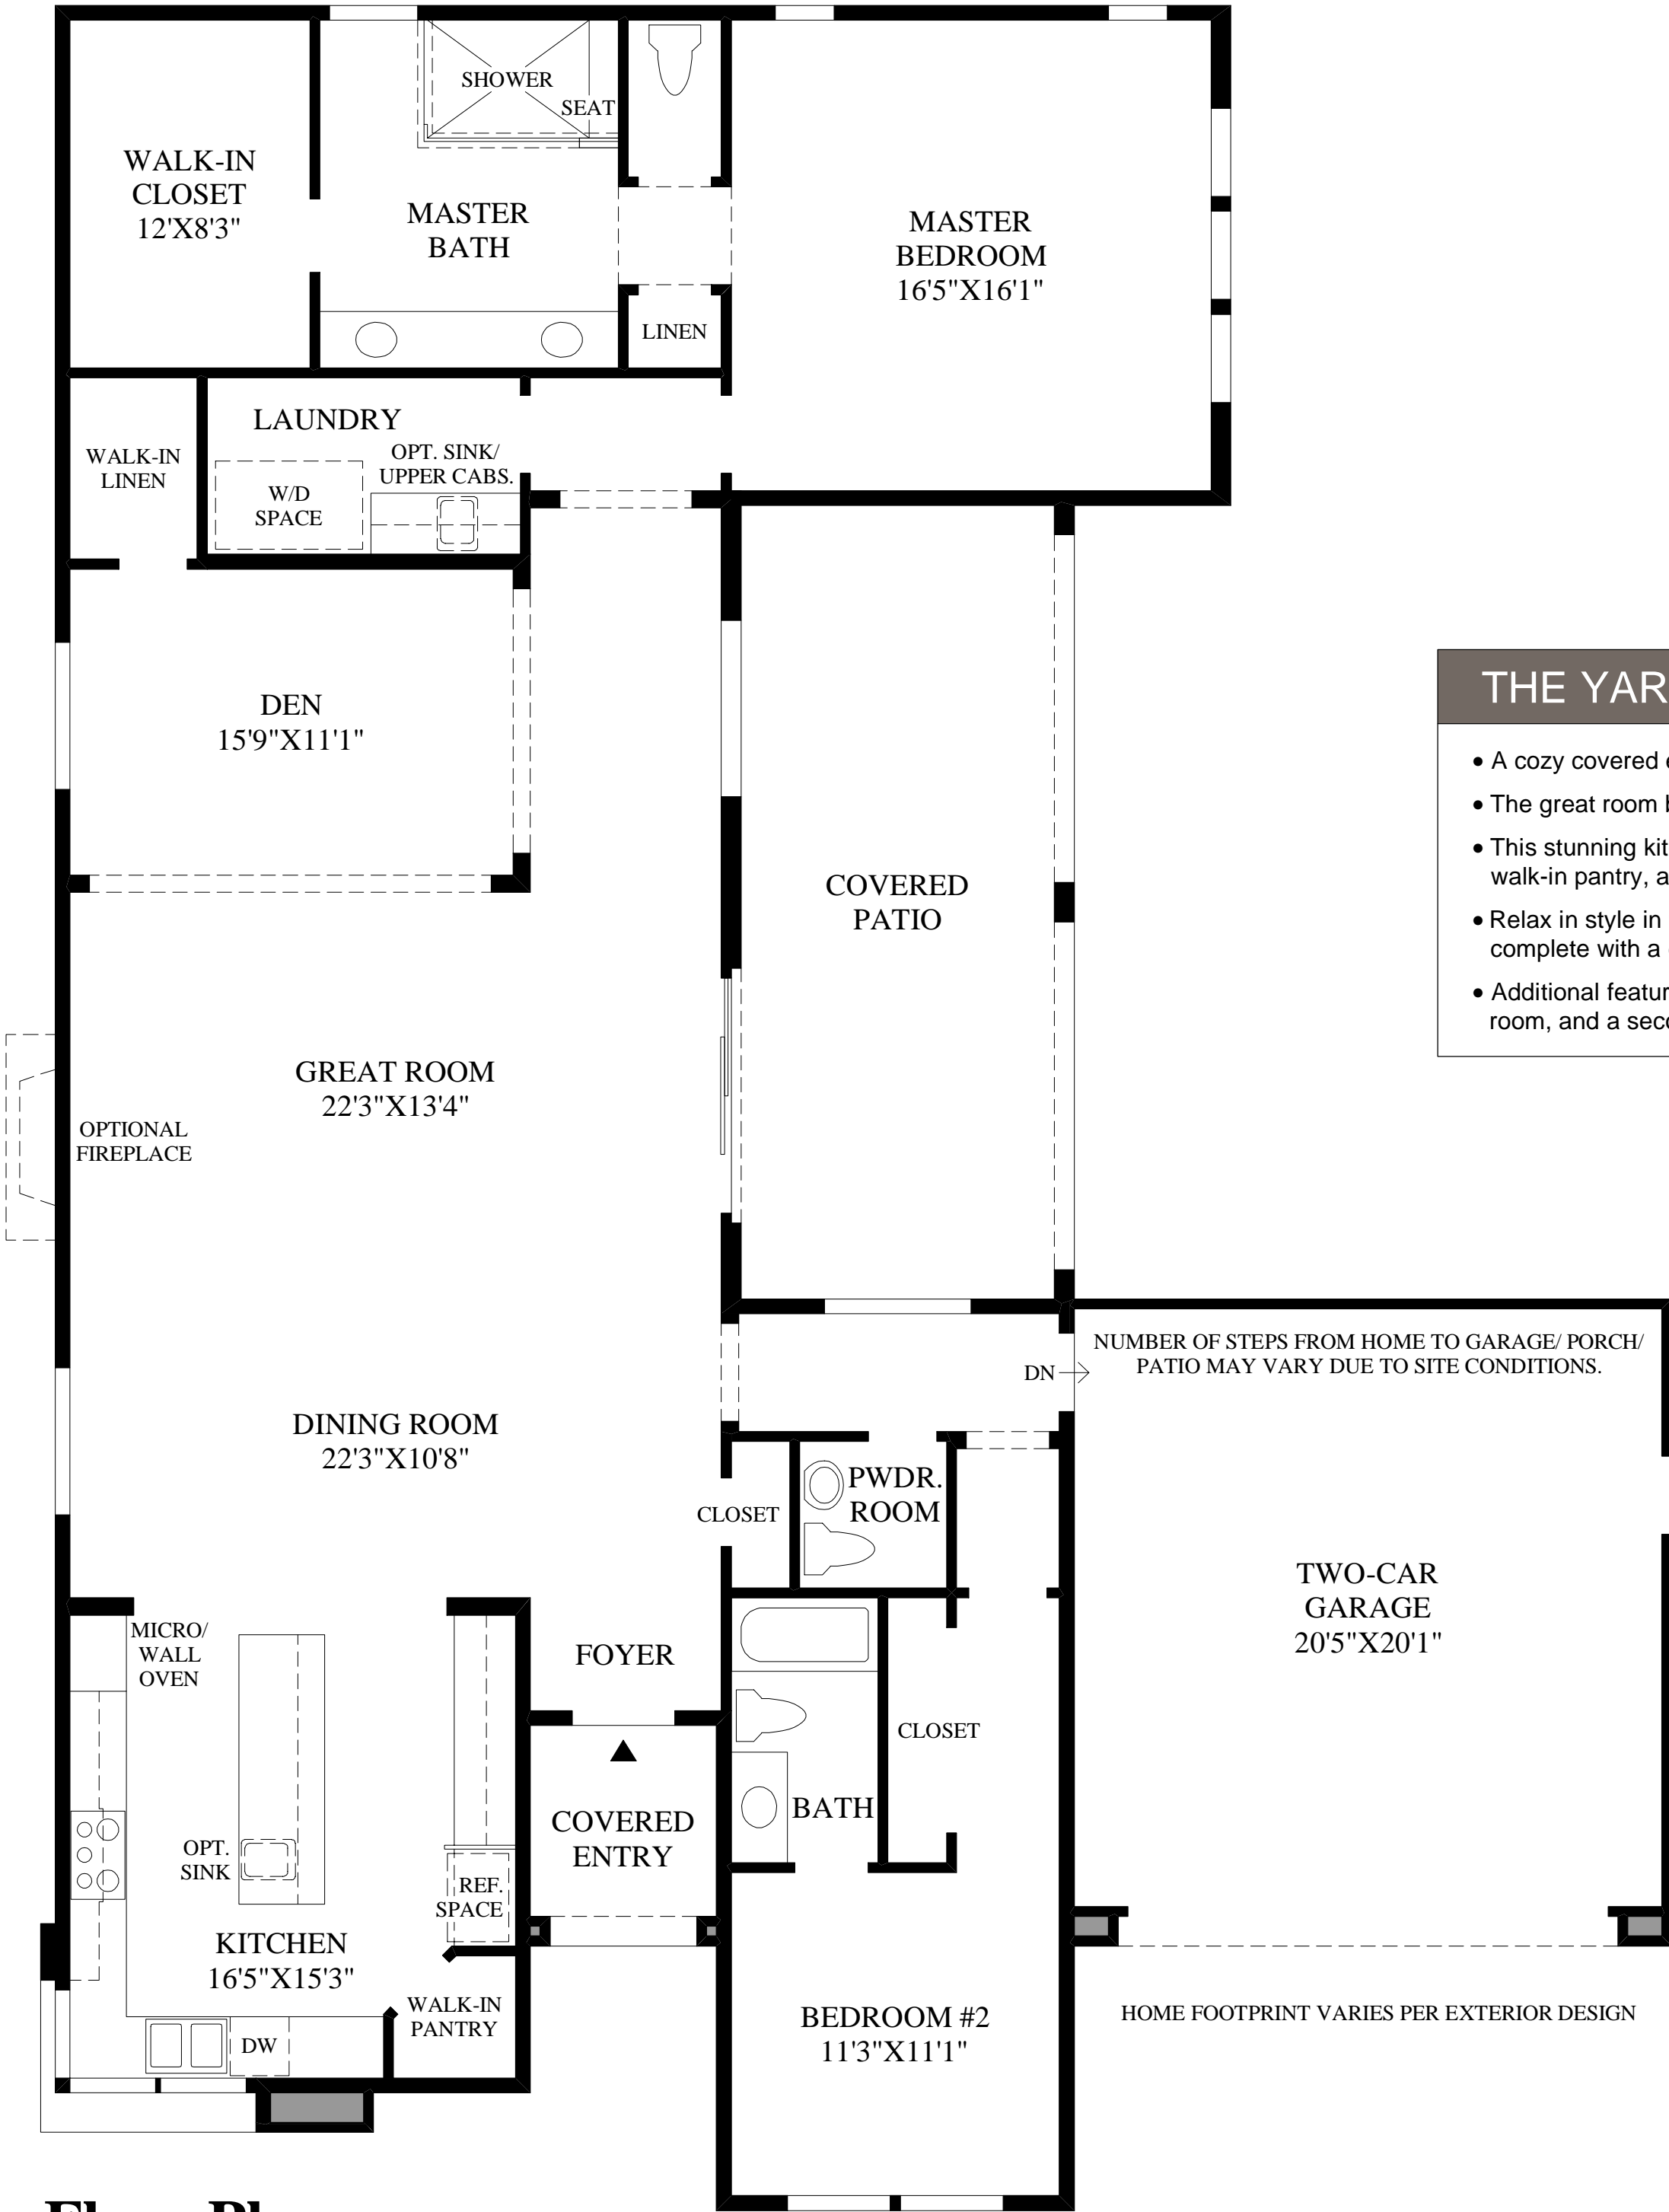 SHOWER
SEAT
WALK-IN
CLOSET
12'X8'3"
MASTER
BATH
MASTER
BEDROOM
16'5"X16'1"
LINEN
LAUNDRY
WALK-IN
LINEN
OPT. SINK/
UPPER CABS.
W/D
SPACE
DEN
15'9"X11'1"
COVERED
PATIO
THE YAR
• A cozy covered
• The great room
• This stunning kit
walk-in pantry, a
• Relax in style in
complete with a
• Additional featur
room, and a seco
GREAT ROOM
22'3"X13'4"
OPTIONAL
FIREPLACE
NUMBER OF STEPS FROM HOME TO GARAGE/ PORCH/
PATIO MAY VARY DUE TO SITE CONDITIONS.
DN
DINING ROOM
22'3"X10'8"
CLOSET
PWDR.
ROOM
TWO-CAR
GARAGE
20'5"X20'1"
MICRO/
WALL
OVEN
FOYER
CLOSET
COVERED
ENTRY
BATH
OPT.
SINK
REF.
SPACE
KITCHEN
16'5"X15'3"
WALK-IN
PANTRY
DW
BEDROOM #2
11'3"X11'1"
HOME FOOTPRINT VARIES PER EXTERIOR DESIGN